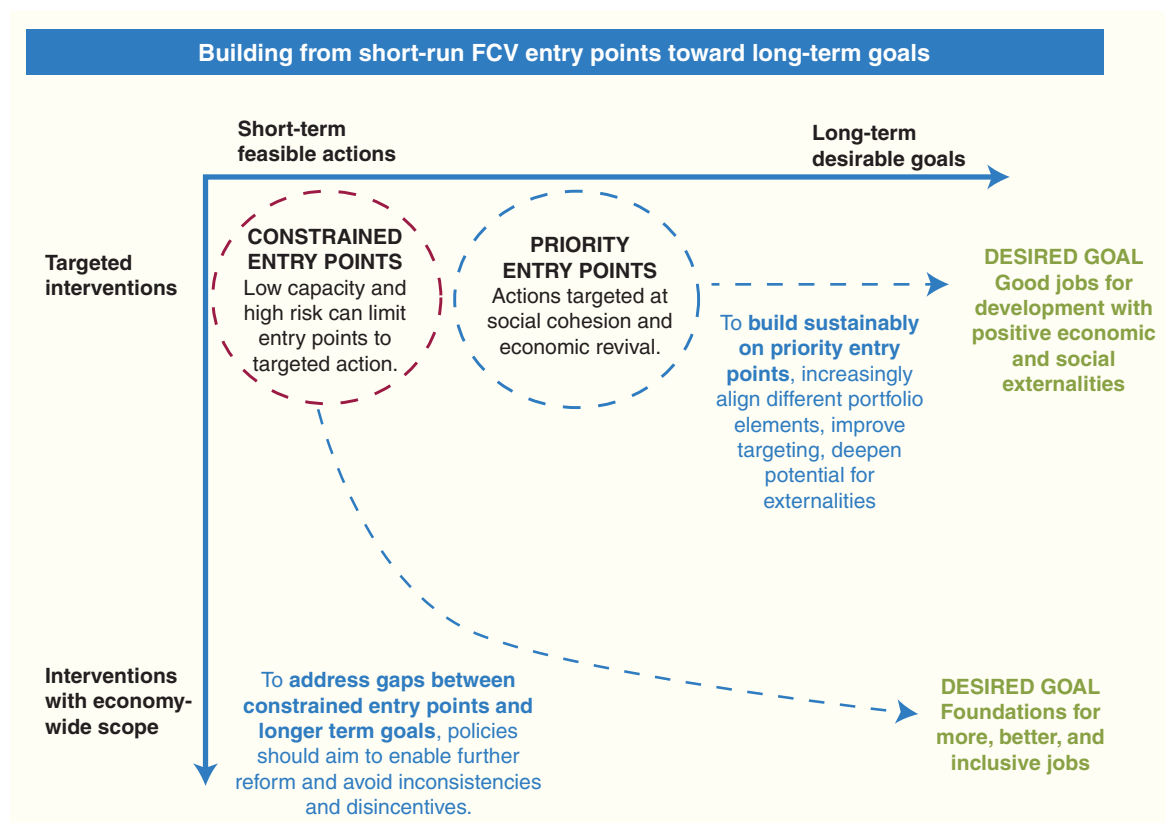 Building from short-run FCV entry points toward long-term goals
Short-term
feasible actions
Long-term
desirable goals
Targeted
interventions
CONSTRAINED
ENTRY POINTS
Low capacity and
high risk can limit
entry points to
targeted action.
PRIORITY
ENTRY POINTS
Actions targeted at
social cohesion and
economic revival.
To build sustainably
on priority entry
points, increasingly
align different portfolio
elements, improve
targeting, deepen
potential for
externalities
DESIRED GOAL
Good jobs for
development with
positive economic
and social
externalities
Interventions
with economy-
wide scope
To address gaps between
constrained entry points and
longer term goals, policies
should aim to enable further
reform and avoid inconsistencies
and disincentives.
DESIRED GOAL
Foundations for
more, better, and
inclusive jobs